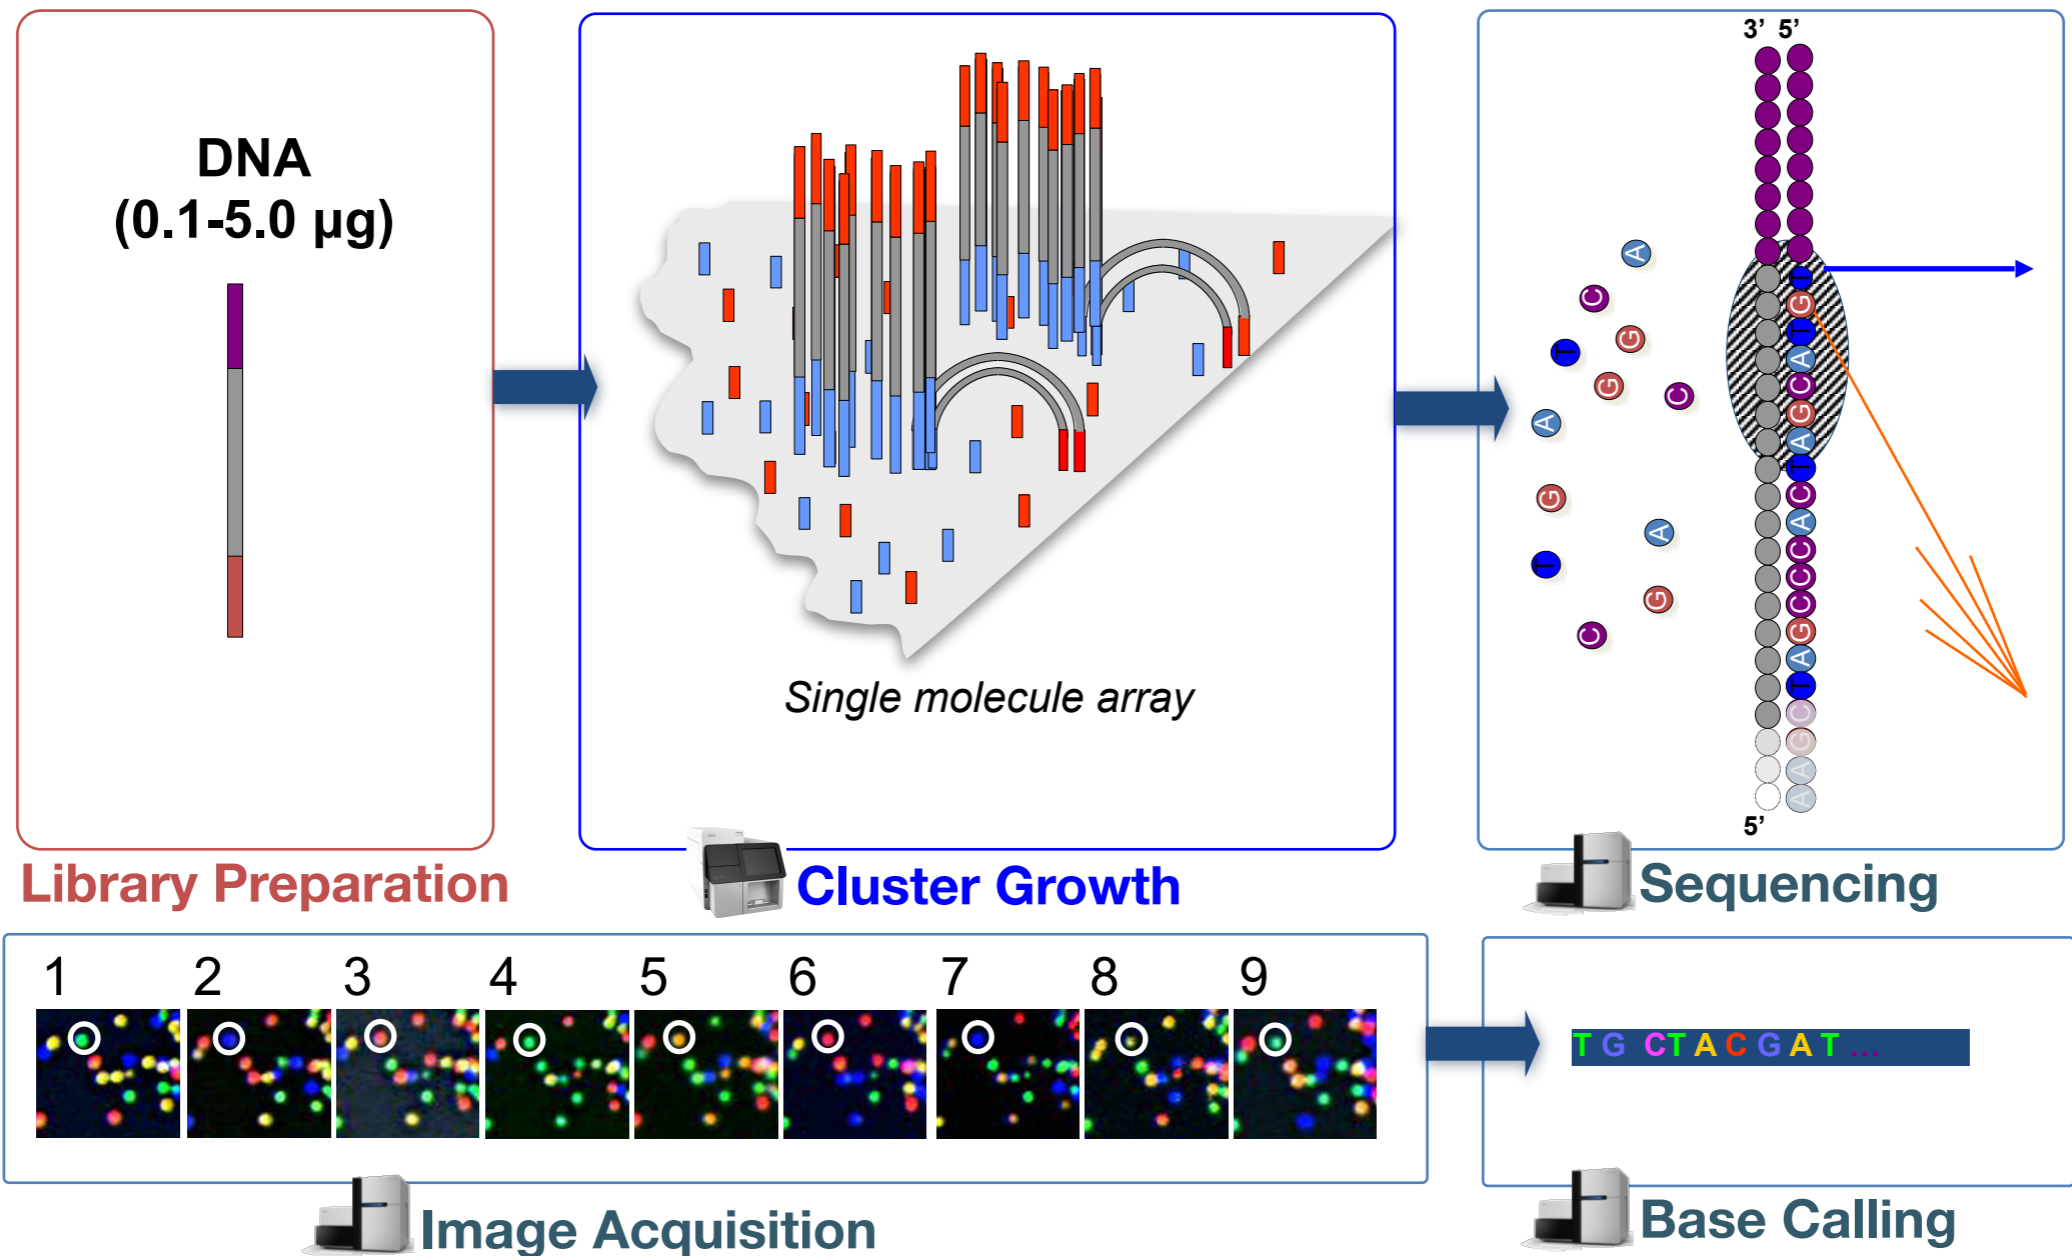 DNA
(0.1-5.0 µg)
Library Preparation
Single molecule array
Cluster Growth
3’ 5’
A
C
G
T
G
C
A
G
A
T
G
C
T
G
T
A
C
G
A
T
C
A
C
C
C
G
A
T
C
G
A
A
5’
Sequencing
1 2 3 4 5 6 7 8 9
Image Acquisition
T G CT A C G A T ...
Base Calling